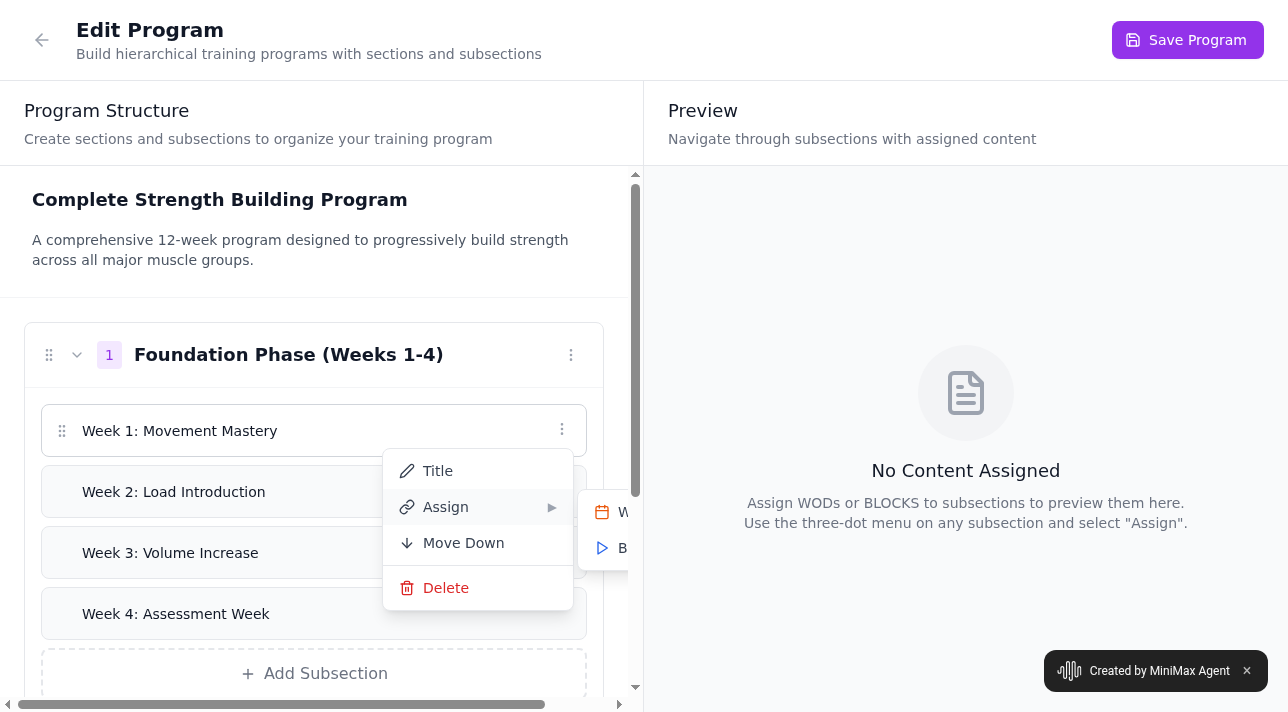 Edit Program
Build hierarchical training programs with sections and subsections
Save Program
Program Structure
Create sections and subsections to organize your training program
Preview
Navigate through subsections with assigned content
Complete Strength Building Program
A comprehensive 12-week program designed to progressively build strength
across all major muscle groups.
1
Foundation Phase (Weeks 1-4)
Week 1: Movement Mastery
Week 2: Load Introduction
Week 3: Volume Increase
Week 4: Assessment Week
Add Subsection
Title
Assign
Move Down
Delete
W
B
No Content Assigned
Assign WODs or BLOCKS to subsections to preview them here.
Use the three-dot menu on any subsection and select "Assign".
Created by MiniMax Agent